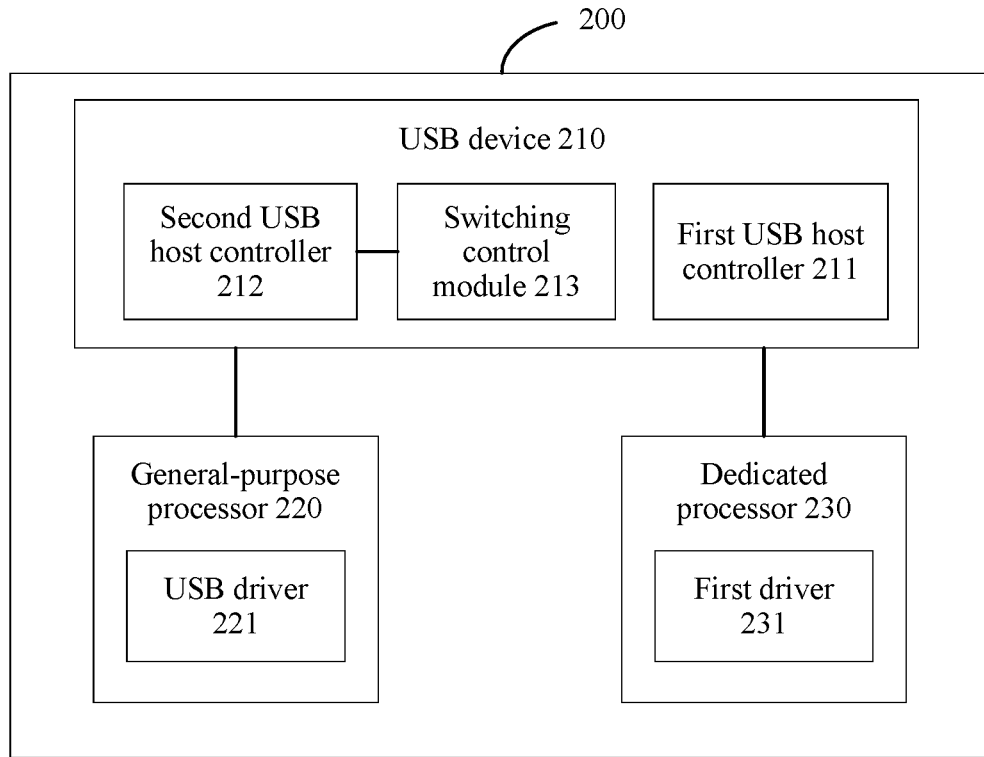 200
USB device 210
Second USB
host controller
212
Switching
control
module 213
First USB host
controller 211
General-purpose
processor 220
USB driver
221
Dedicated
processor 230
First driver
231